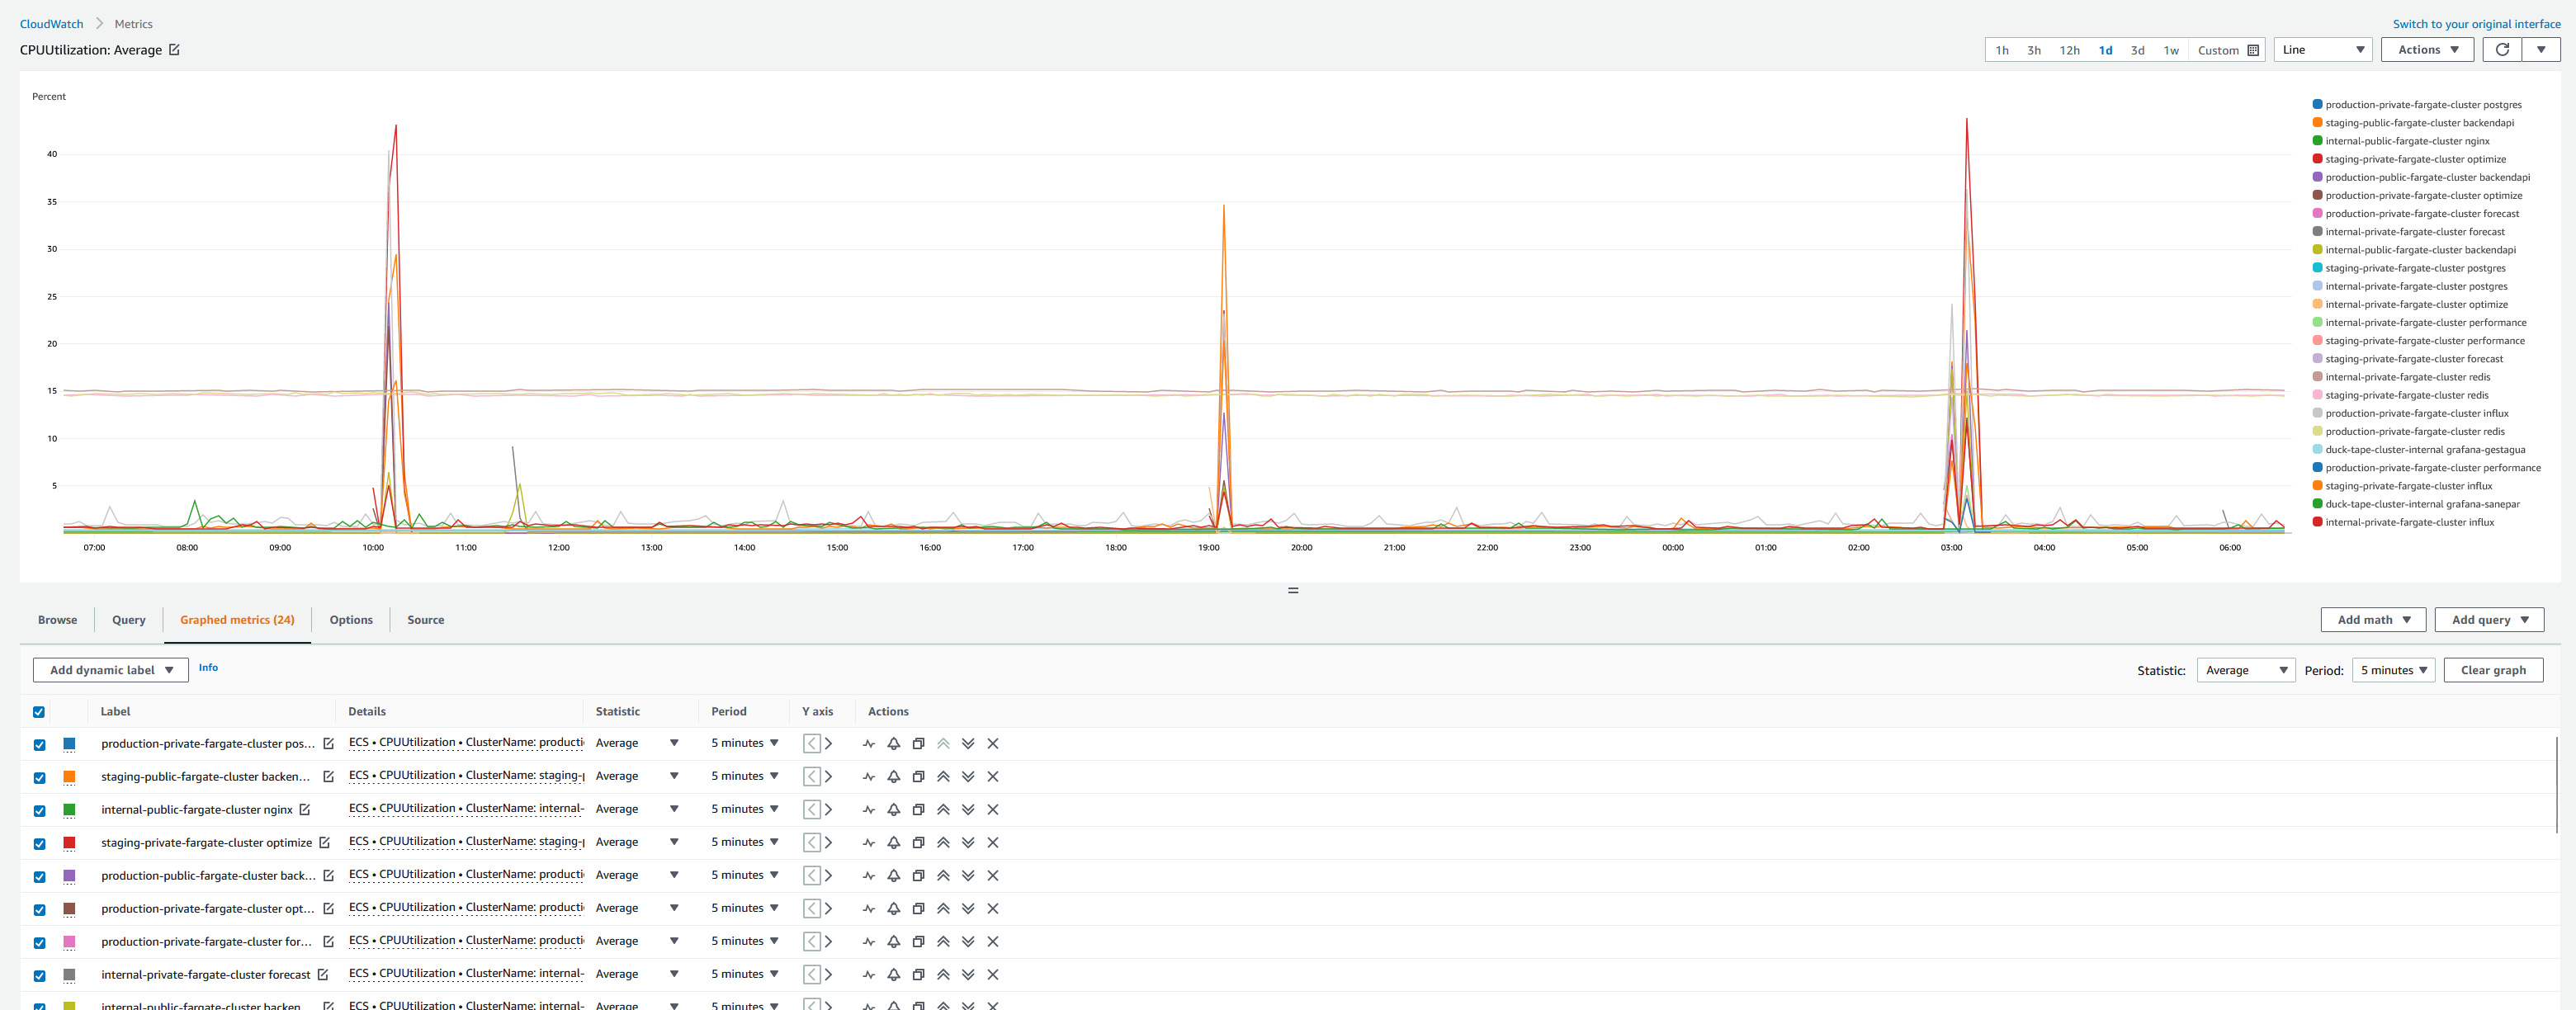 CloudWatch > Metrics
Switch to your original interface
CPUUtilization: Average
1h 3h 12h 1d 3d 1w Custom Line Actions
Percent
40
35
30
25
20
15
10
5
07:00 08:00 09:00 10:00 11:00 12:00 13:00 14:00 15:00 16:00 17:00 18:00 19:00 20:00 21:00 22:00 23:00 00:00 01:00 02:00 03:00 04:00 05:00 06:00
production-private-fargate-cluster postgres
staging-public-fargate-cluster backendapi
internal-public-fargate-cluster nginx
staging-private-fargate-cluster optimize
production-public-fargate-cluster backendapi
production-private-fargate-cluster optimize
production-private-fargate-cluster forecast
internal-private-fargate-cluster forecast
internal-public-fargate-cluster backendapi
staging-private-fargate-cluster postgres
internal-private-fargate-cluster postgres
internal-private-fargate-cluster optimize
internal-private-fargate-cluster performance
staging-private-fargate-cluster performance
staging-private-fargate-cluster forecast
internal-private-fargate-cluster redis
staging-private-fargate-cluster redis
production-private-fargate-cluster influx
production-private-fargate-cluster redis
duck-tape-cluster-internal grafana-gestagua
production-private-fargate-cluster performance
staging-private-fargate-cluster influx
duck-tape-cluster-internal grafana-sanepar
internal-private-fargate-cluster influx
Browse Query Graphed metrics (24) Options Source Add math Add query
Add dynamic label Info Statistic: Average Period: 5 minutes Clear graph
Label Details Statistic Period Y axis Actions
production-private-fargate-cluster pos... ECS • CPUUtilization • ClusterName: producti Average 5 minutes
staging-public-fargate-cluster backen... ECS • CPUUtilization • ClusterName: staging-p Average 5 minutes
internal-public-fargate-cluster nginx ECS • CPUUtilization • ClusterName: internal- Average 5 minutes
staging-private-fargate-cluster optimize ECS • CPUUtilization • ClusterName: staging-p Average 5 minutes
production-public-fargate-cluster back... ECS • CPUUtilization • ClusterName: producti Average 5 minutes
production-private-fargate-cluster opt... ECS • CPUUtilization • ClusterName: producti Average 5 minutes
production-private-fargate-cluster for... ECS • CPUUtilization • ClusterName: producti Average 5 minutes
internal-private-fargate-cluster forecast ECS • CPUUtilization • ClusterName: internal- Average 5 minutes
internal-public-fargate-cluster backen... ECS • CPUUtilization • ClusterName: internal- Average 5 minutes